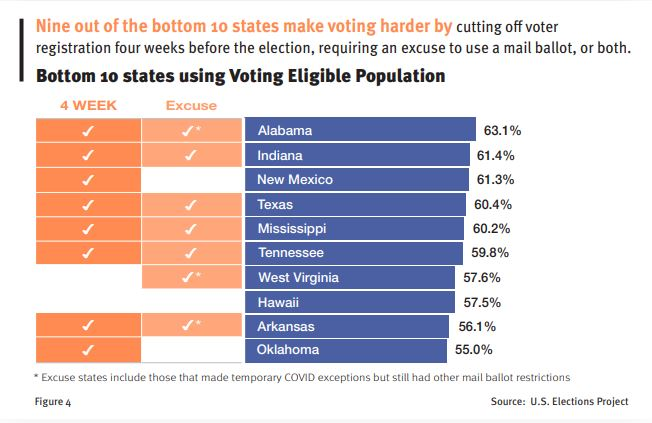 Nine out of the bottom 10 states make voting harder by cutting off voter
registration four weeks before the election, requiring an excuse to use a mail ballot, or both.
Bottom 10 states using Voting Eligible Population
4 WEEK Excuse
✓ ✓* Alabama 63.1%
✓ ✓ Indiana 61.4%
✓ New Mexico 61.3%
✓ ✓ Texas 60.4%
✓ ✓ Mississippi 60.2%
✓ ✓ Tennessee 59.8%
✓* West Virginia 57.6%
Hawaii 57.5%
✓ ✓* Arkansas 56.1%
✓ Oklahoma 55.0%
* Excuse states include those that made temporary COVID exceptions but still had other mail ballot restrictions
Figure 4 Source: U.S. Elections Project